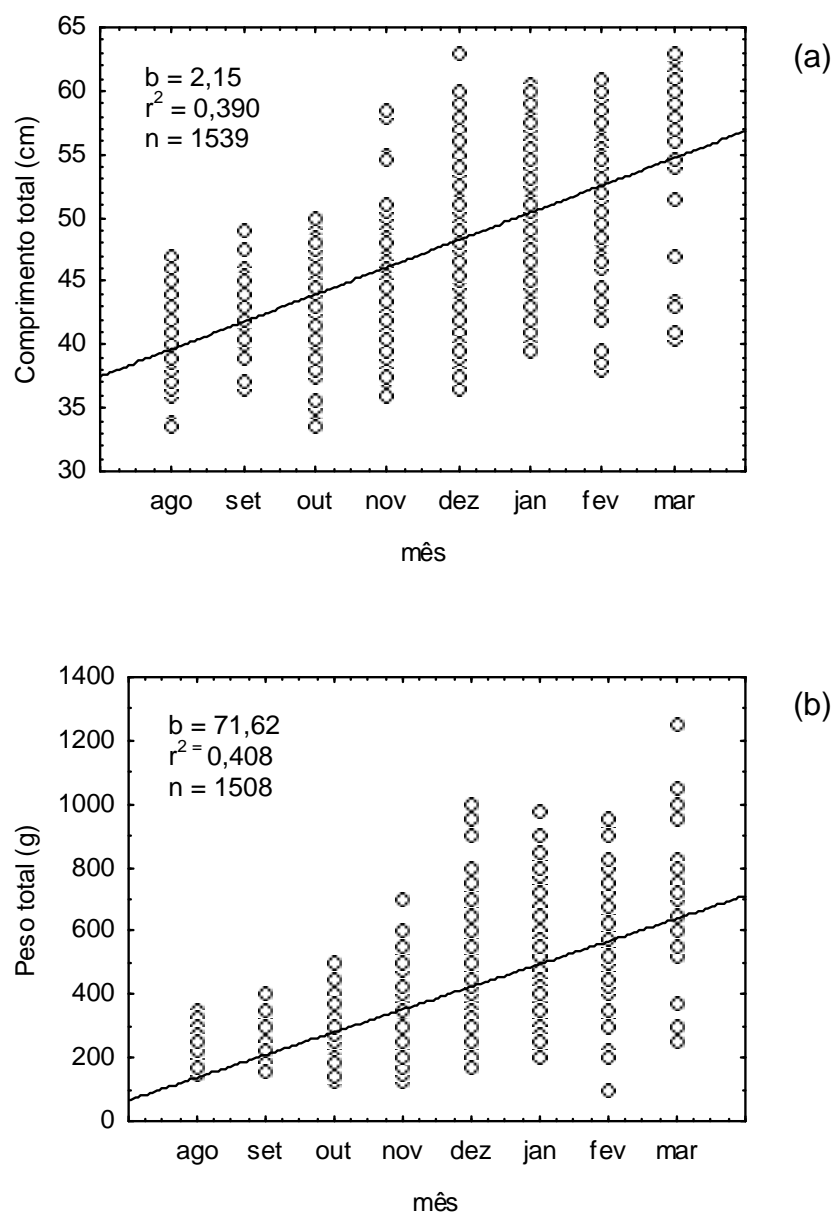 (a)
65
60
55
50
45
40
35
30
Comprimento total (cm)
b = 2,15
r² = 0,390
n = 1539
ago set out nov dez jan fev mar
mês
(b)
1400
1200
1000
800
600
400
200
0
Peso total (g)
b = 71,62
r² ⁼ 0,408
n = 1508
ago set out nov dez jan fev mar
mês